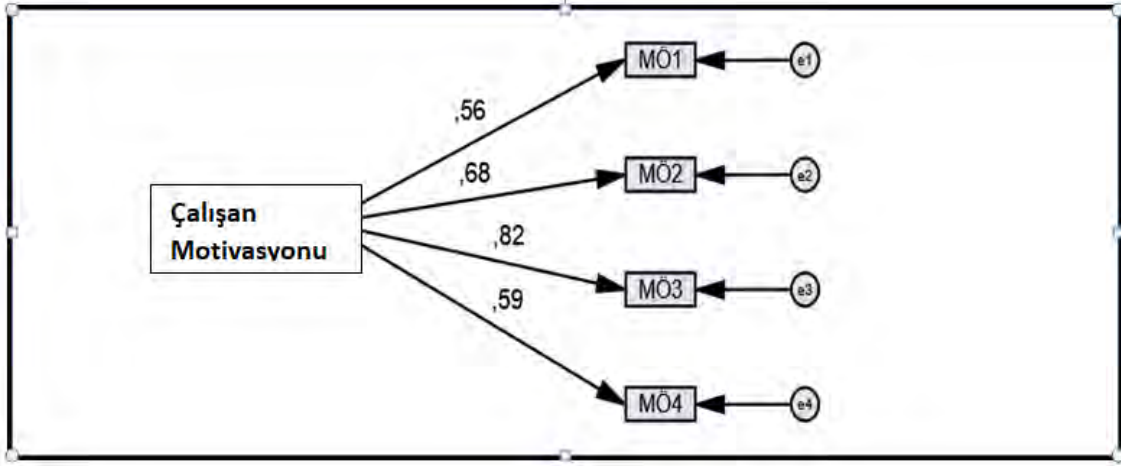 MÖ1
e1
,56
,68
MÖ2
e2
Çalışan
Motivasyonu
,82
MÖ3
e3
,59
MÖ4
e4